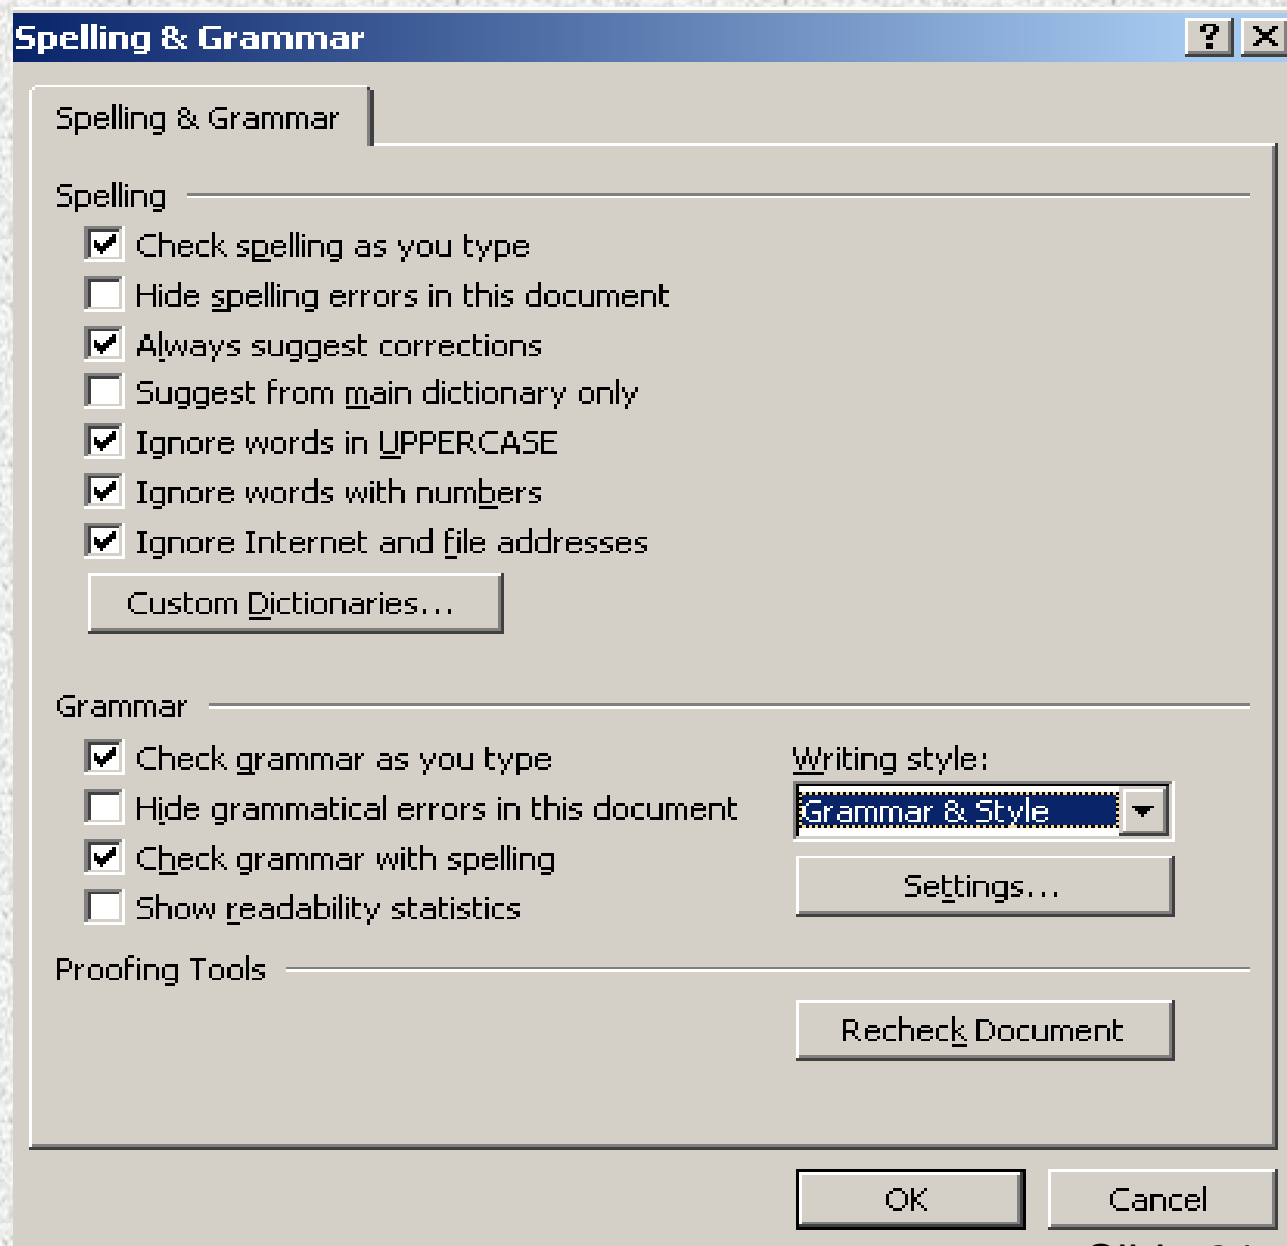 Spelling & Grammar
Spelling & Grammar
Spelling
Check spelling as you type
Hide spelling errors in this document
Always suggest corrections
Suggest from main dictionary only
Ignore words in UPPERCASE
Ignore words with numbers
Ignore Internet and file addresses
Custom Dictionaries...
Grammar
Check grammar as you type
Writing style:
Hide grammatical errors in this document
Grammar & Style
Check grammar with spelling
Settings...
Show readability statistics
Proofing Tools
Recheck Document
OK
Cancel